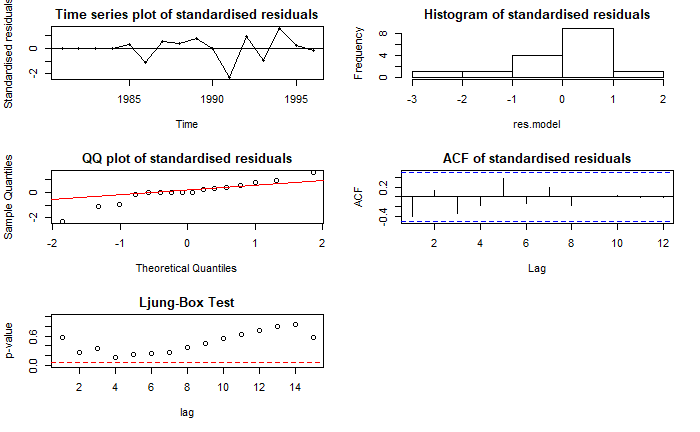 Time series plot of standardised residuals
Standardised residuals
0
-2
1985
1990
1995
Time
Histogram of standardised residuals
Frequency
8
4
0
-3
-2
-1
0
1
2
res.model
QQ plot of standardised residuals
Sample Quantiles
0
-2
-2
-1
0
1
2
Theoretical Quantiles
ACF of standardised residuals
ACF
0.2
-0.4
2
4
6
8
10
12
Lag
Ljung-Box Test
p-value
0.6
0.0
2
4
6
8
10
12
14
lag